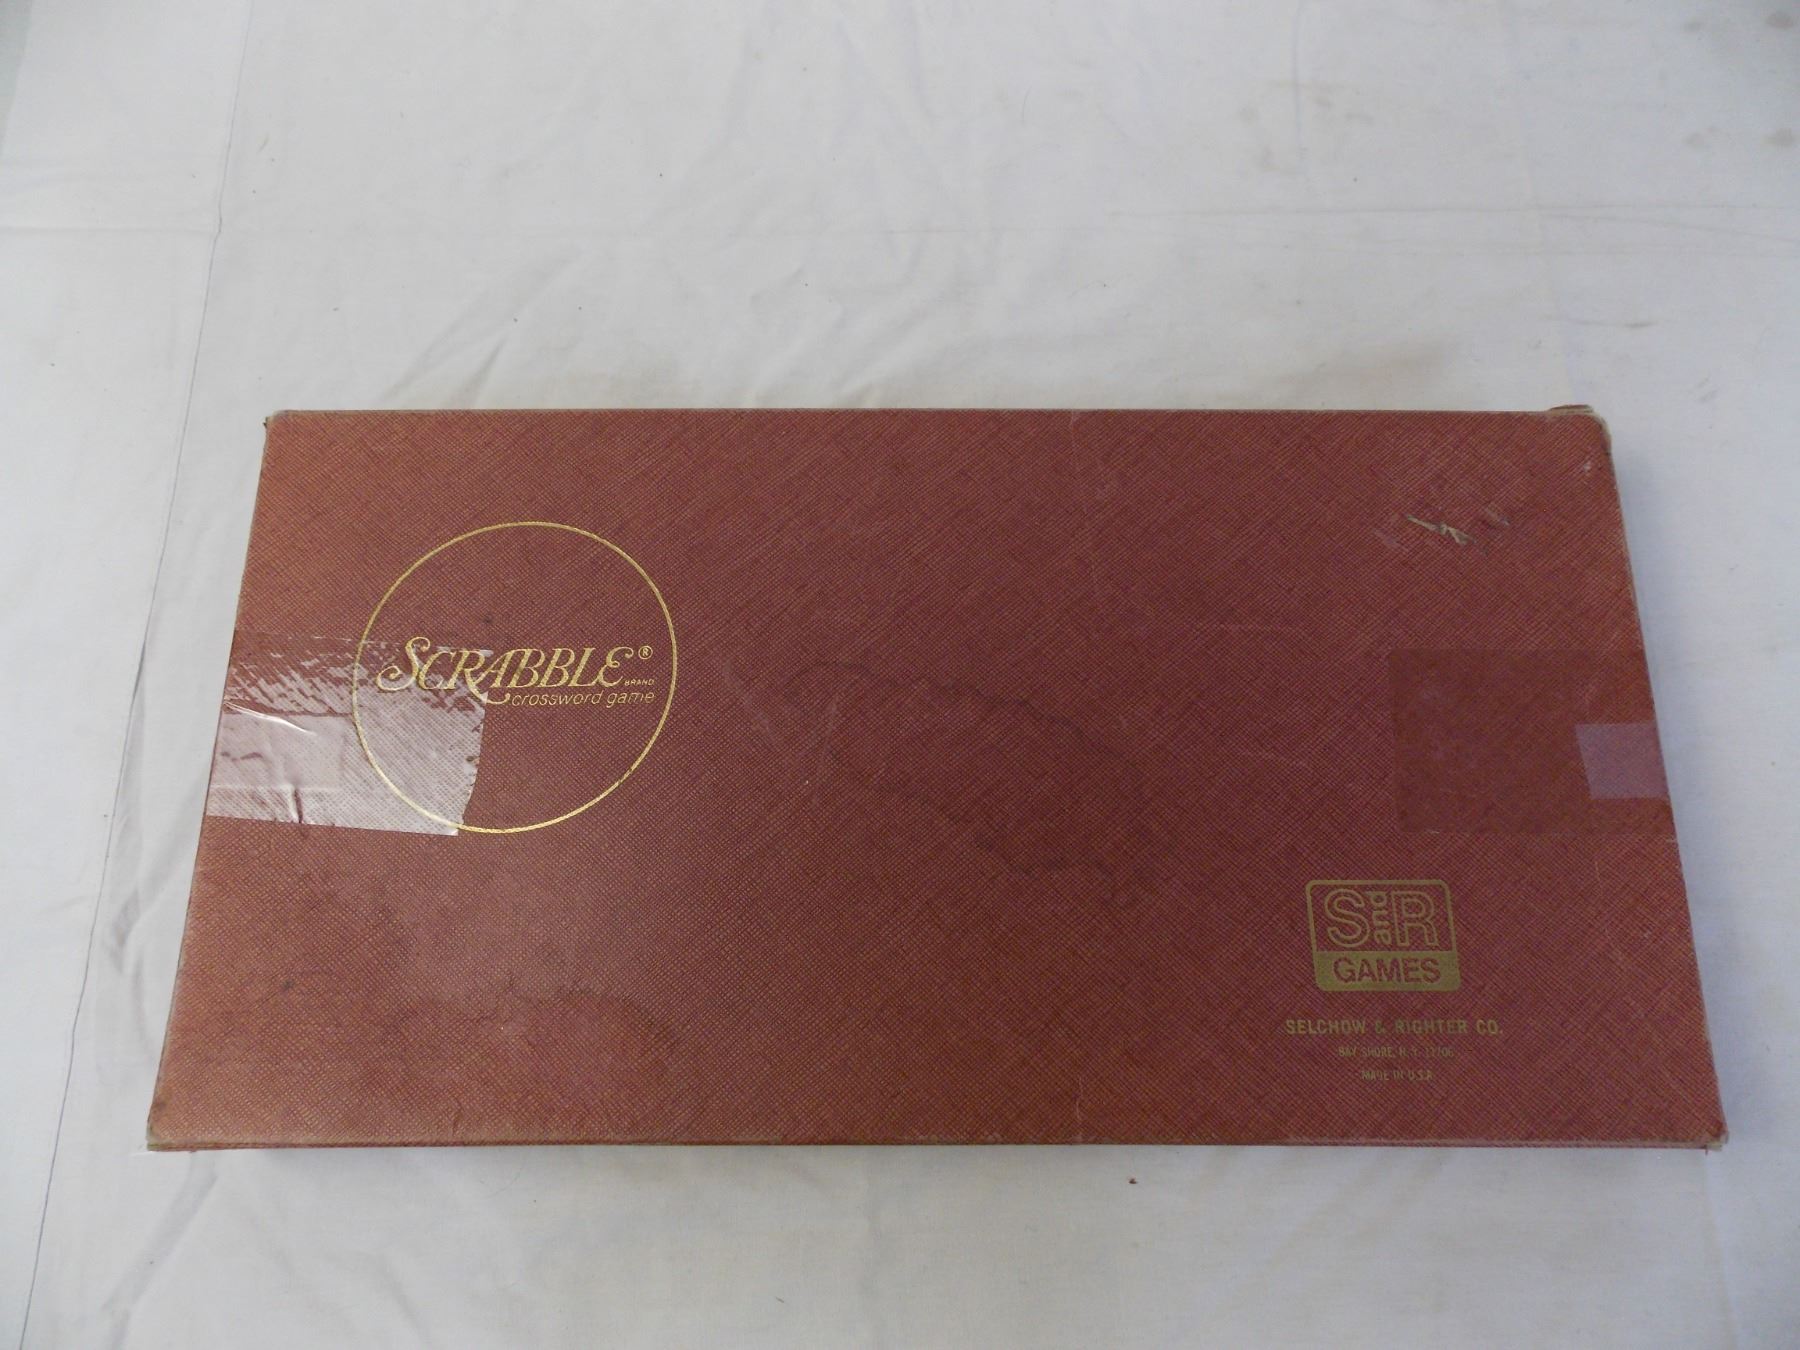 SCRABBLE®
BRAND
crossword game
S and R
GAMES
SELCHOW & RIGHTER CO.
BAY SHORE, N.Y. 11706
MADE IN U.S.A.